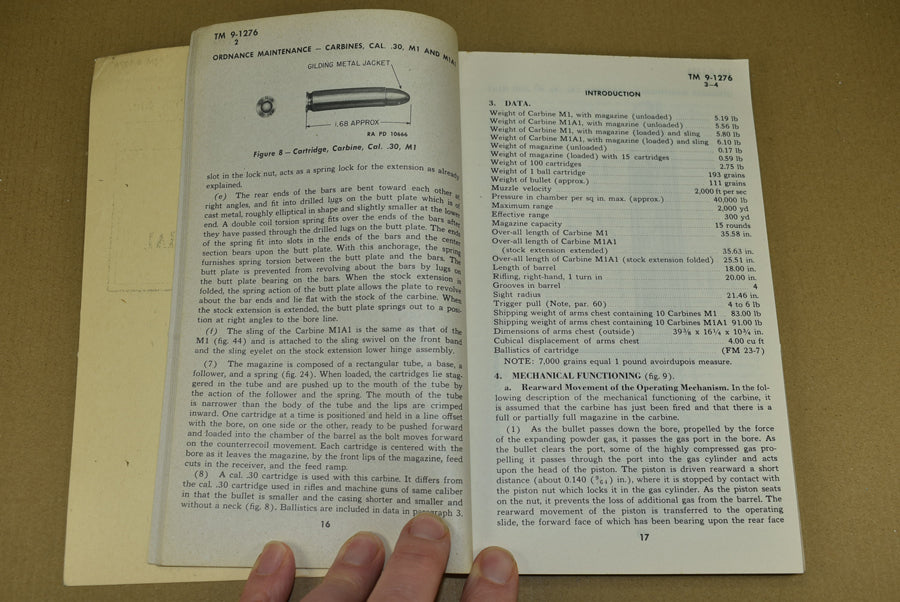 TM 9-1276
2
ORDNANCE MAINTENANCE — CARBINES, CAL. .30, M1 AND M1A1
GILDING METAL JACKET
1.68 APPROX
RA PD 10666
Figure 8 — Cartridge, Carbine, Cal. .30, M1
slot in the lock nut, acts as a spring lock for the extension as already
explained.
(e) The rear ends of the bars are bent toward each other at
right angles, and fit into drilled lugs on the butt plate which is of
cast metal, roughly elliptical in shape and slightly smaller at the lower
end. A double coil torsion spring fits over the ends of the bars after
they have passed through the drilled lugs on the butt plate. The ends
of the spring fit into slots in the ends of the bars and the center
section bears upon the butt plate. With this anchorage, the spring
furnishes spring torsion between the butt plate and the bars. The
butt plate is prevented from revolving about the bars by lugs on
the butt plate bearing on the bars. When the stock extension is
folded, the spring action of the butt plate allows the plate to revolve
about the bar ends and lie flat with the stock of the carbine. When
the stock extension is extended, the butt plate springs out to a posi-
tion at right angles to the bore line.
(f) The sling of the Carbine M1A1 is the same as that of the
M1 (fig. 44) and is attached to the sling swivel on the front band
and the sling eyelet on the stock extension lower hinge assembly.
(7) The magazine is composed of a rectangular tube, a base, a
follower, and a spring (fig. 24). When loaded, the cartridges lie stag-
gered in the tube and are pushed up to the mouth of the tube by
the action of the follower and the spring. The mouth of the tube
is narrower than the body of the tube and the lips are crimped
inward. One cartridge at a time is positioned and held in a line offset
with the bore, on one side or the other, ready to be pushed forward
and loaded into the chamber of the barrel as the bolt moves forward
on the counterrecoil movement. Each cartridge is centered with the
bore as it leaves the magazine, by the front lips of the magazine, feed
cuts in the receiver, and the feed ramp.
(8) A cal. .30 cartridge is used with this carbine. It differs from
the cal. .30 cartridge used in rifles and machine guns of same caliber
in that the bullet is smaller and the casing shorter and smaller and
without a neck (fig. 8). Ballistics are included in data in paragraph 3.
16
TM 9-1276
3-4
INTRODUCTION
3. DATA.
Weight of Carbine M1, with magazine (unloaded) 5.19 lb
Weight of Carbine M1A1, with magazine (unloaded) 5.56 lb
Weight of Carbine M1, with magazine (loaded) and sling 5.80 lb
Weight of Carbine M1A1, with magazine (loaded) and sling 6.10 lb
Weight of magazine (unloaded) 0.17 lb
Weight of magazine (loaded) with 15 cartridges 0.59 lb
Weight of 100 cartridges 2.75 lb
Weight of 1 ball cartridge 193 grains
Weight of bullet (approx.) 111 grains
Muzzle velocity 2,000 ft per sec
Pressure in chamber per sq in. max. (approx.) 40,000 lb
Maximum range 2,000 yd
Effective range 300 yd
Magazine capacity 15 rounds
Over-all length of Carbine M1 35.58 in.
Over-all length of Carbine M1A1
(stock extension extended) 35.63 in.
Over-all length of Carbine M1A1 (stock extension folded) 25.51 in.
Length of barrel 18.00 in.
Rifling, right-hand, 1 turn in 20.00 in.
Grooves in barrel 4
Sight radius 21.46 in.
Trigger pull (Note, par. 60) 4 to 6 lb
Shipping weight of arms chest containing 10 Carbines M1 83.00 lb
Shipping weight of arms chest containing 10 Carbines M1A1 91.00 lb
Dimensions of arms chest (outside) 39⅜ x 16¼ x 10¾ in.
Cubical displacement of arms chest 4.00 cu ft
Ballistics of cartridge (FM 23-7)
NOTE: 7,000 grains equal 1 pound avoirdupois measure.
4. MECHANICAL FUNCTIONING (fig. 9).
a. Rearward Movement of the Operating Mechanism. In the fol-
lowing description of the mechanical functioning of the carbine, it
is assumed that the carbine has just been fired and that there is a
full or partially full magazine in the carbine.
(1) As the bullet passes down the bore, propelled by the force
of the expanding powder gas, it passes the gas port in the bore. As
the bullet clears the port, some of the highly compressed gas pro-
pelling it passes through the port into the gas cylinder and acts
upon the head of the piston. The piston is driven rearward a short
distance (about 0.140 (9/64) in.), where it is stopped by contact with
the piston nut which locks it in the gas cylinder. As the piston seats
on the nut, it prevents the loss of additional gas from the barrel. The
rearward movement of the piston is transferred to the operating
slide, the forward face of which has been bearing upon the rear face
17